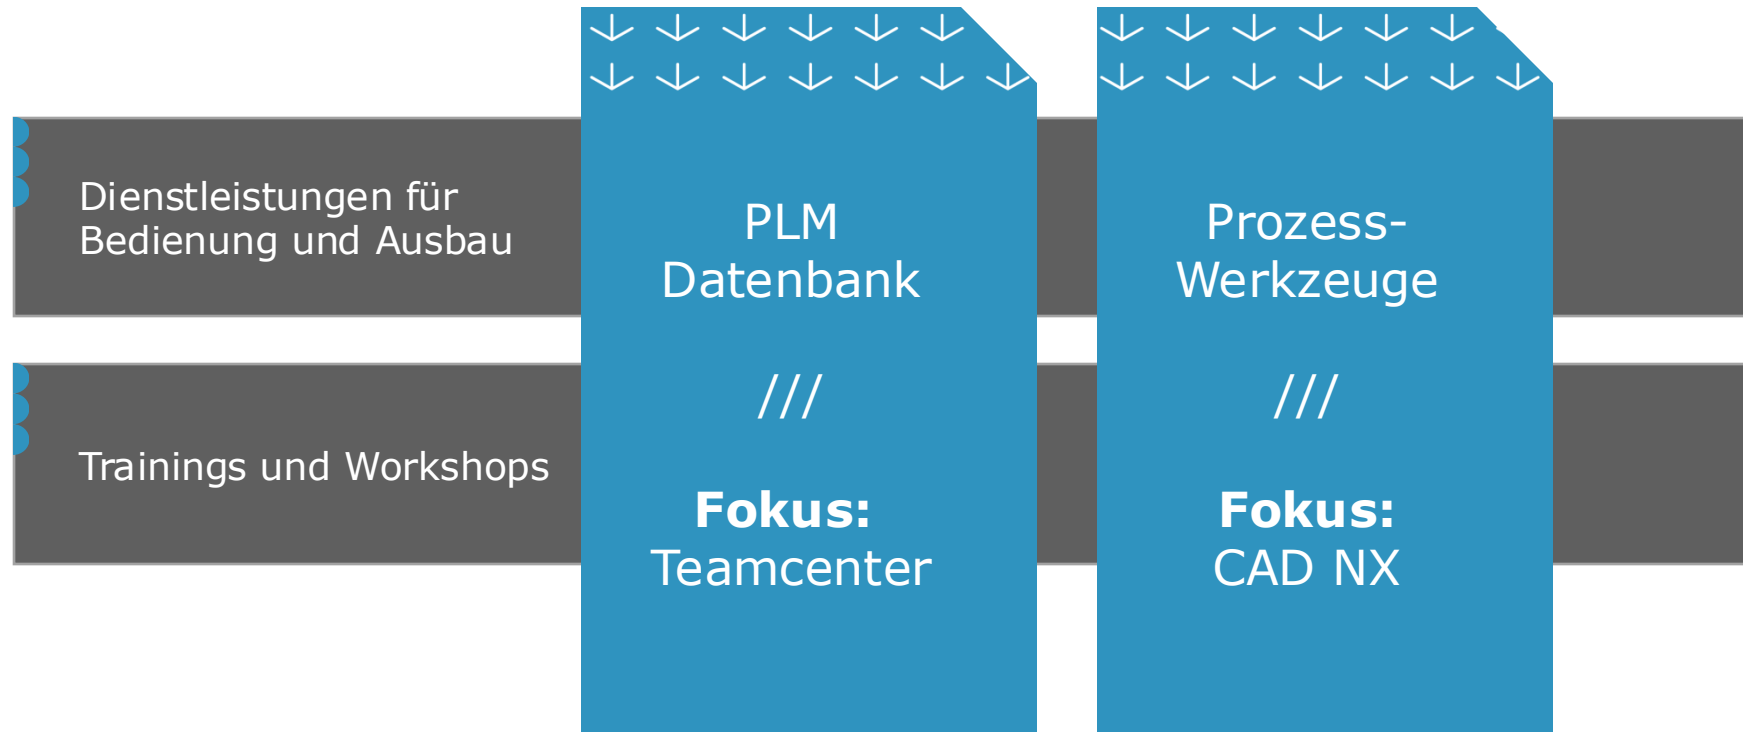 Dienstleistungen für
Bedienung und Ausbau
Trainings und Workshops
PLM
Datenbank
///
Fokus:
Teamcenter
Prozess-
Werkzeuge
///
Fokus:
CAD NX